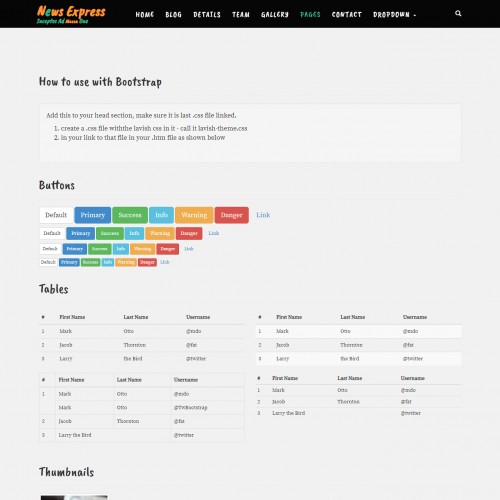 News Express
Inceptos Ad Massa Duo
HOME BLOG DETAILS TEAM GALLERY PAGES CONTACT DROPDOWN
How to use with Bootstrap
Add this to your head section, make sure it is last .css file linked.
1. create a .css file withthe lavish css in it - call it lavish-theme.css
2. in your link to that file in your .htm file as shown below
Buttons
Default Primary Success Info Warning Danger Link
Default Primary Success Info Warning Danger Link
Default Primary Success Info Warning Danger Link
Default Primary Success Info Warning Danger Link
Tables
# First Name Last Name Username
1 Mark Otto @mdo
2 Jacob Thornton @fat
3 Larry the Bird @twitter
# First Name Last Name Username
1 Mark Otto @mdo
2 Jacob Thornton @fat
3 Larry the Bird @twitter
# First Name Last Name Username
1 Mark Otto @mdo
Mark Otto @TwBootstrap
2 Jacob Thornton @fat
3 Larry the Bird @twitter
# First Name Last Name Username
1 Mark Otto @mdo
2 Jacob Thornton @fat
3 Larry the Bird @twitter
Thumbnails